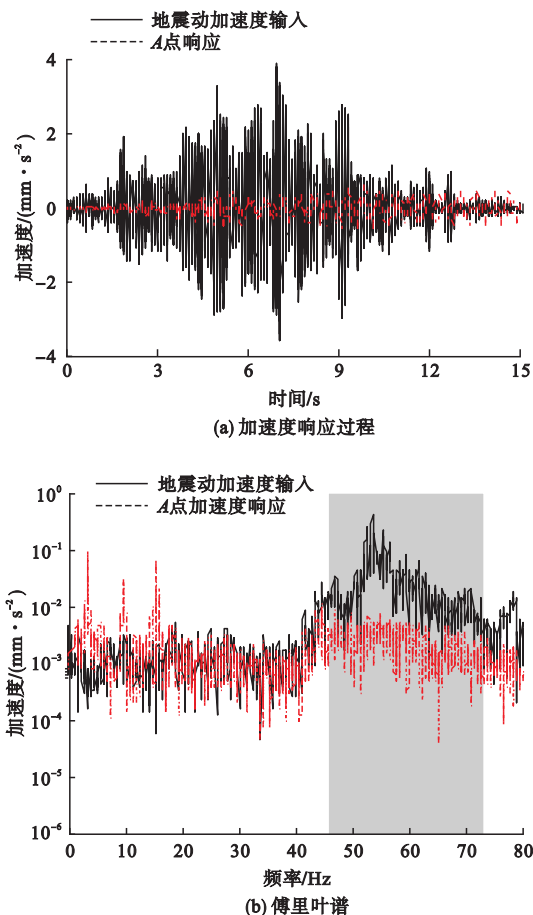 地震动加速度输入
A点响应
4
2
0
−2
−4
加速度/(mm·s⁻²)
0 3 6 9 12 15
时间/s
(a) 加速度响应过程
地震动加速度输入
A点加速度响应
10⁰
10⁻¹
10⁻²
10⁻³
10⁻⁴
10⁻⁵
10⁻⁶
加速度/(mm·s⁻²)
0 10 20 30 40 50 60 70 80
频率/Hz
(b) 傅里叶谱